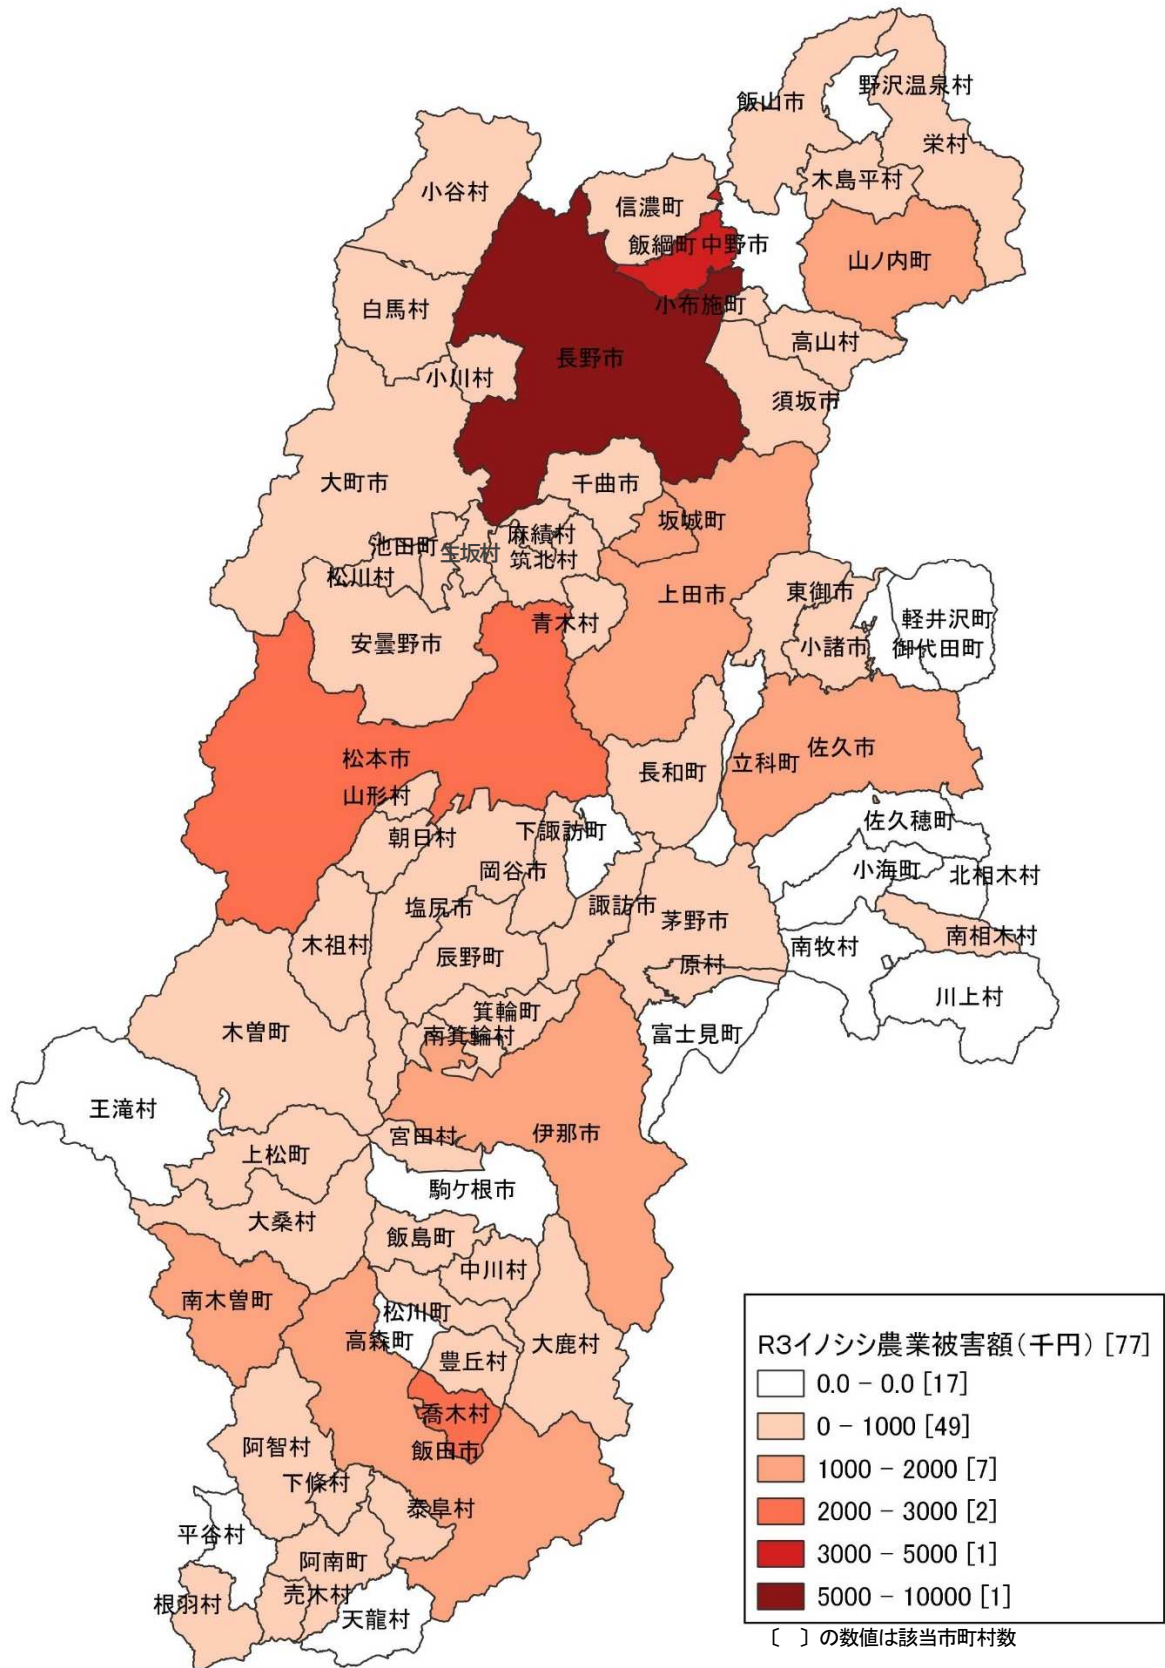 野沢温泉村
飯山市
栄村
木島平村
小谷村
信濃町
飯綱町
中野市
山ノ内町
小布施町
白馬村
高山村
長野市
小川村
須坂市
大町市
千曲市
坂城町
麻績村
池田町
生坂村
筑北村
松川村
上田市
東御市
軽井沢町
青木村
安曇野市
小諸市
御代田町
松本市
佐久市
長和町
立科町
山形村
佐久穂町
下諏訪町
朝日村
岡谷市
小海町
北相木村
塩尻市
諏訪市
茅野市
木祖村
南相木村
南牧村
辰野町
原村
川上村
箕輪町
木曽町
南箕輪村
富士見町
王滝村
宮田村
伊那市
上松町
駒ケ根市
大桑村
飯島町
中川村
南木曽町
松川町
高森町
大鹿村
豊丘村
喬木村
阿智村
飯田市
下條村
泰阜村
平谷村
阿南町
売木村
根羽村
天龍村
R3イノシシ農業被害額(千円) [77]
0.0 － 0.0 [17]
0 － 1000 [49]
1000 － 2000 [7]
2000 － 3000 [2]
3000 － 5000 [1]
5000 － 10000 [1]
〔　〕の数値は該当市町村数